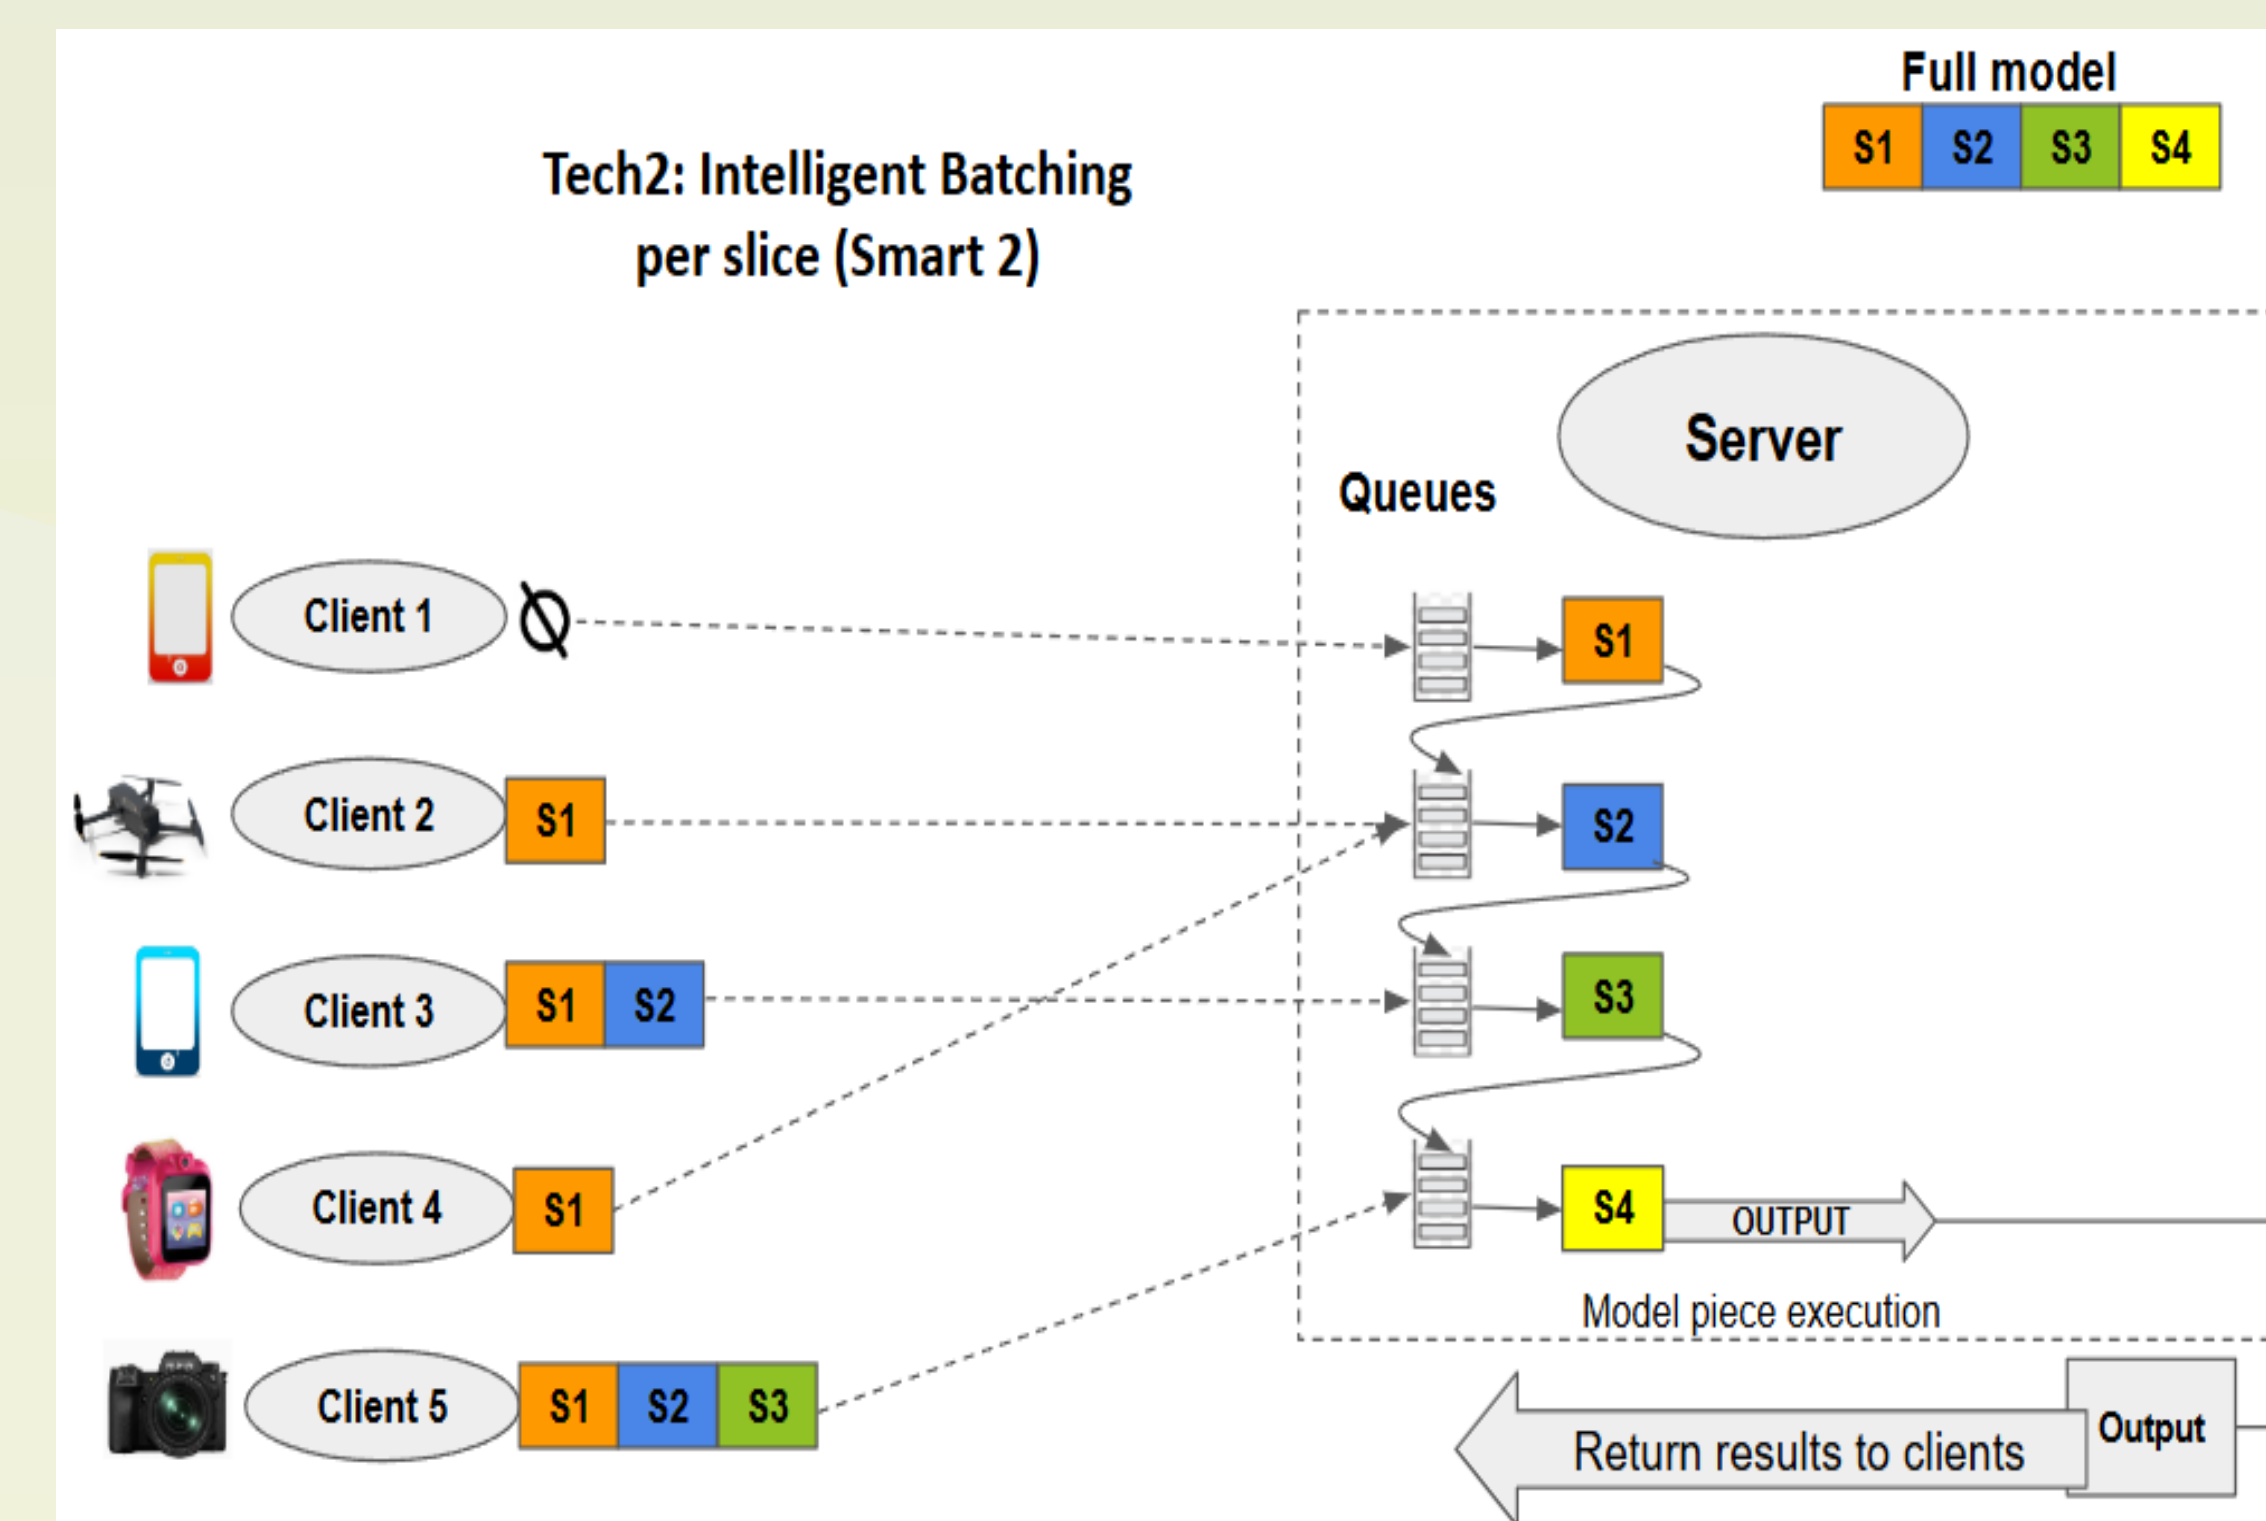 Full model
S1 S2 S3 S4
Tech2: Intelligent Batching
per slice (Smart 2)
Server
Queues
Client 1
S1
Client 2 S1
S2
Client 3 S1 S2
S3
Client 4 S1
S4 OUTPUT
Model piece execution
Client 5 S1 S2 S3
Return results to clients Output